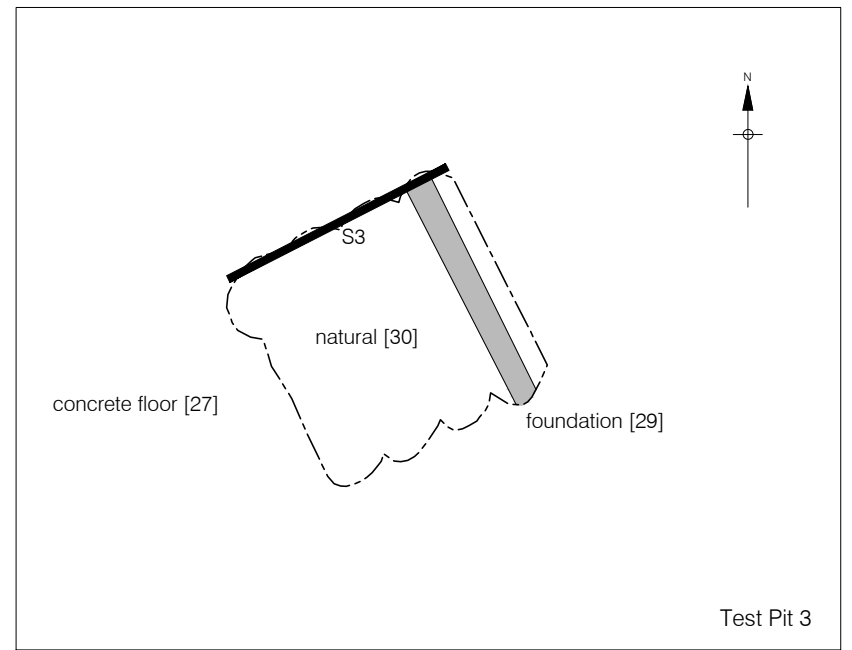 N
S3
natural [30]
concrete floor [27]
foundation [29]
Test Pit 3